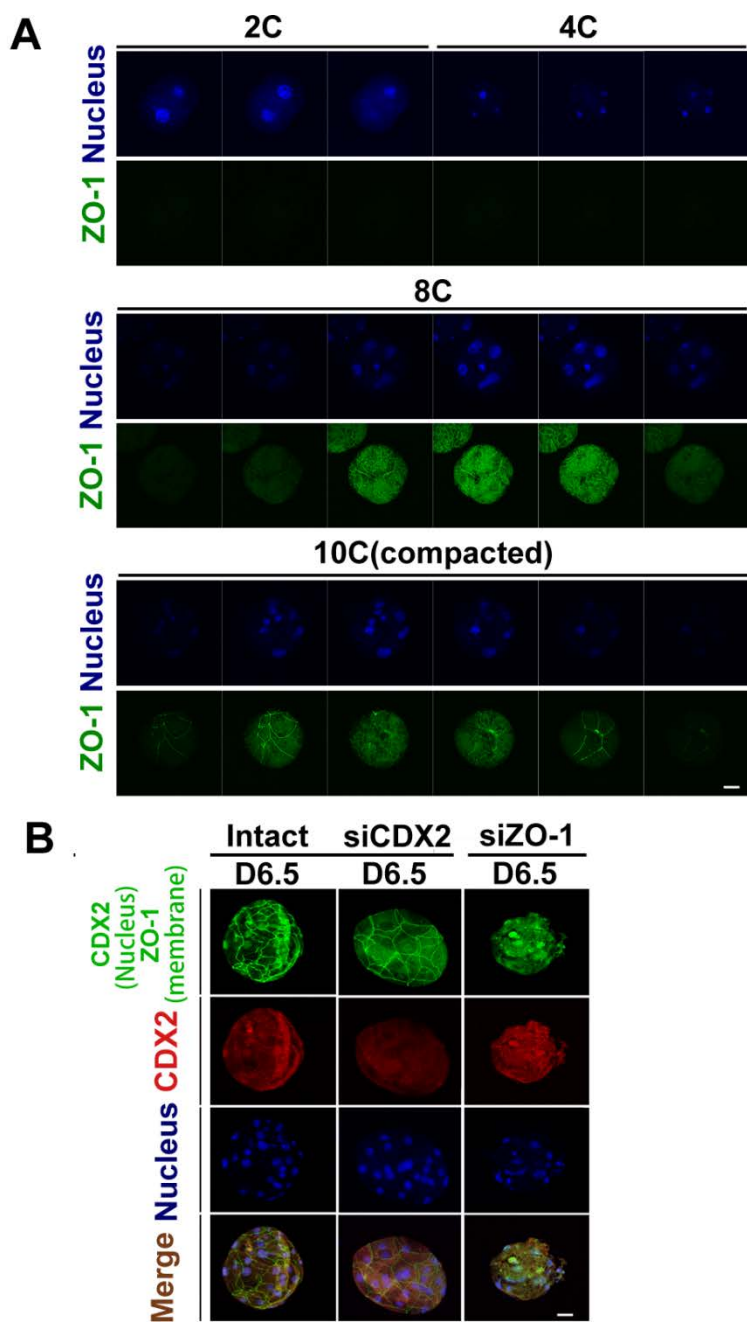 A
2C 4C
Nucleus
ZO-1
8C
Nucleus
ZO-1
10C(compacted)
Nucleus
ZO-1
B
Intact siCDX2 siZO-1
D6.5 D6.5 D6.5
CDX2
(Nucleus)
ZO-1
(membrane)
CDX2
Nucleus
Merge